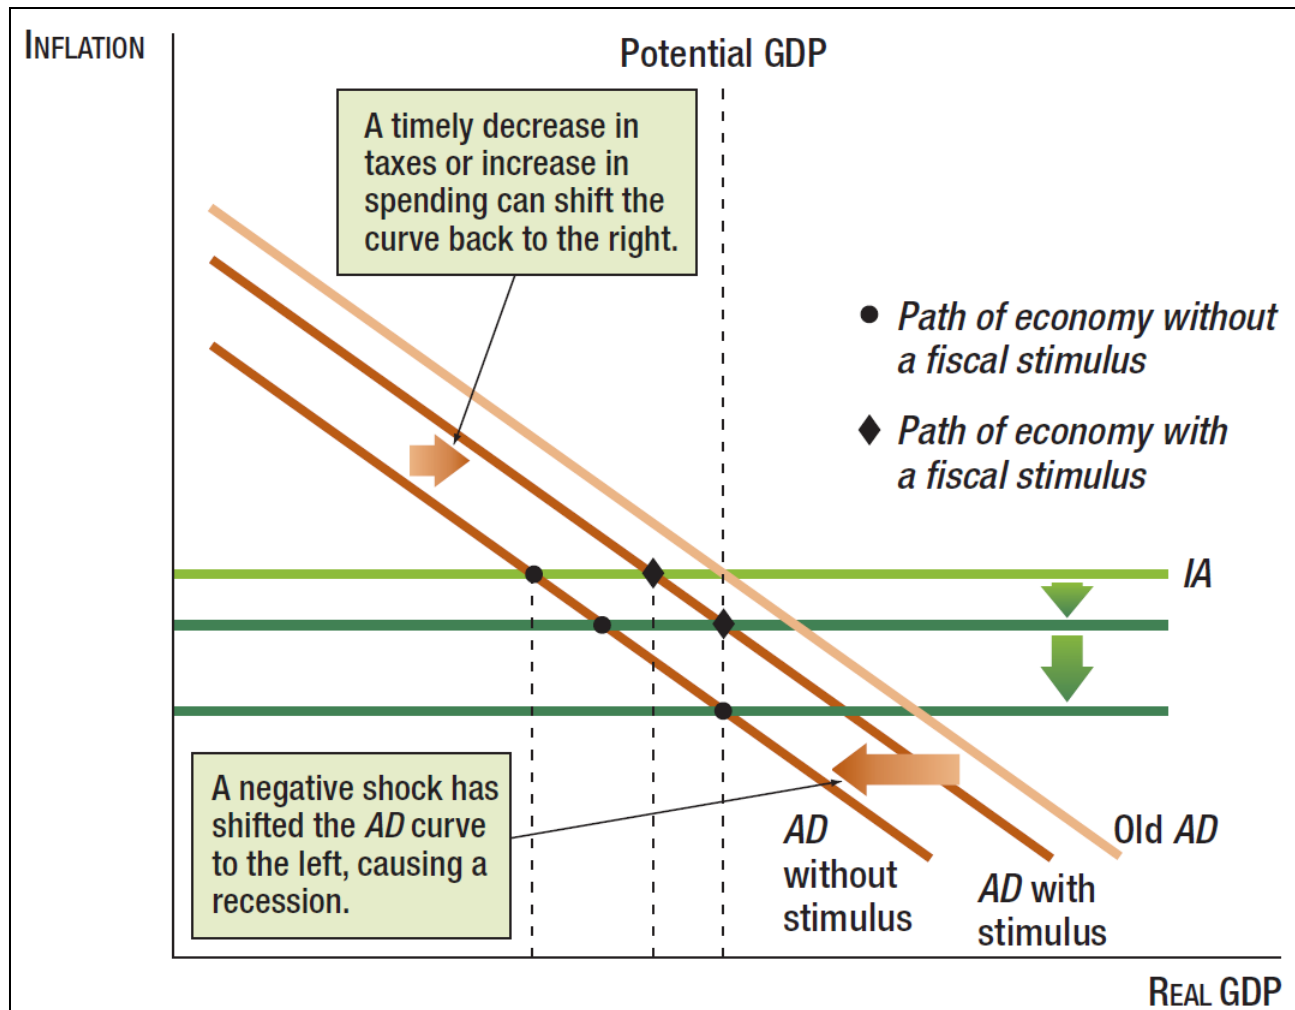 INFLATION
Potential GDP
A timely decrease in
taxes or increase in
spending can shift the
curve back to the right.
Path of economy without
a fiscal stimulus
Path of economy with
a fiscal stimulus
IA
A negative shock has
shifted the AD curve
to the left, causing a
recession.
AD
without
stimulus
AD with
stimulus
Old AD
REAL GDP